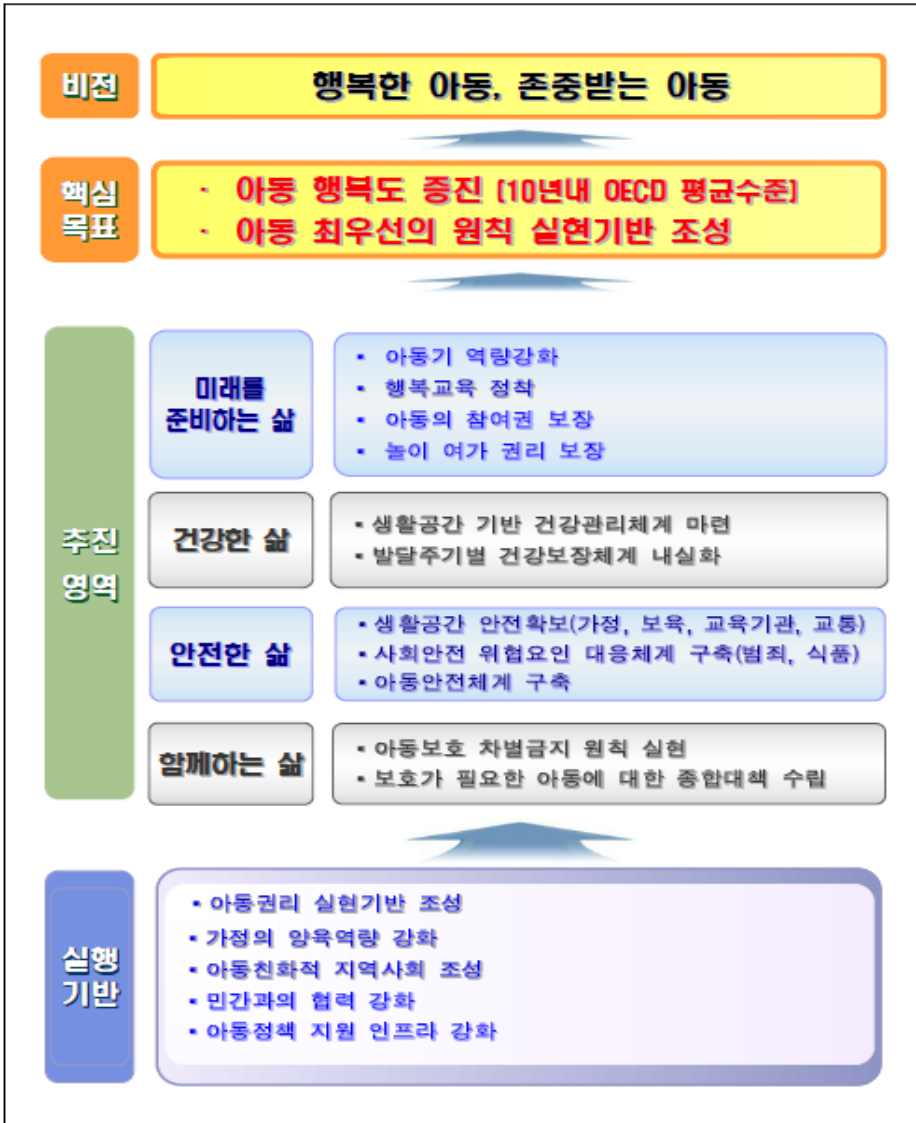 비전
행복한 아동, 존중받는 아동
핵심
목표
· 아동 행복도 증진 (10년내 OECD 평균수준)
· 아동 최우선의 원칙 실현기반 조성
추진
영역
미래를
준비하는 삶
▪ 아동기 역량강화
▪ 행복교육 정착
▪ 아동의 참여권 보장
▪ 놀이 여가 권리 보장
건강한 삶
▪ 생활공간 기반 건강관리체계 마련
▪ 발달주기별 건강보장체계 내실화
안전한 삶
▪ 생활공간 안전확보(가정, 보육, 교육기관, 교통)
▪ 사회안전 위협요인 대응체계 구축(범죄, 식품)
▪ 아동안전체계 구축
함께하는 삶
▪ 아동보호 차별금지 원칙 실현
▪ 보호가 필요한 아동에 대한 종합대책 수립
실행
기반
▪ 아동권리 실현기반 조성
▪ 가정의 양육역량 강화
▪ 아동친화적 지역사회 조성
▪ 민간과의 협력 강화
▪ 아동정책 지원 인프라 강화